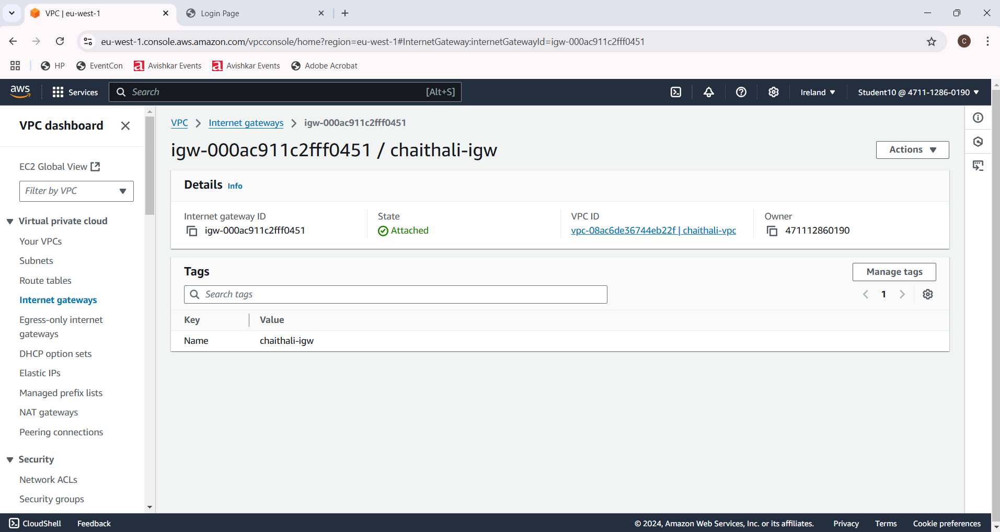 VPC | eu-west-1
Login Page
eu-west-1.console.aws.amazon.com/vpcconsole/home?region=eu-west-1#InternetGateway:internetGatewayId=igw-000ac911c2fff0451
C
HP
EventCon
Avishkar Events
Avishkar Events
Adobe Acrobat
aws
Services
Search
[Alt+S]
Ireland
Student10 @ 4711-1286-0190
VPC dashboard
EC2 Global View
Filter by VPC
Virtual private cloud
Your VPCs
Subnets
Route tables
Internet gateways
Egress-only internet
gateways
DHCP option sets
Elastic IPs
Managed prefix lists
NAT gateways
Peering connections
Security
Network ACLs
Security groups
VPC
Internet gateways
igw-000ac911c2fff0451
igw-000ac911c2fff0451 / chaithali-igw
Actions
Details Info
Internet gateway ID
igw-000ac911c2fff0451
State
Attached
VPC ID
vpc-08ac6de36744eb22f | chaithali-vpc
Owner
471112860190
Tags
Manage tags
Search tags
1
Key
Value
Name
chaithali-igw
CloudShell
Feedback
© 2024, Amazon Web Services, Inc. or its affiliates.
Privacy
Terms
Cookie preferences